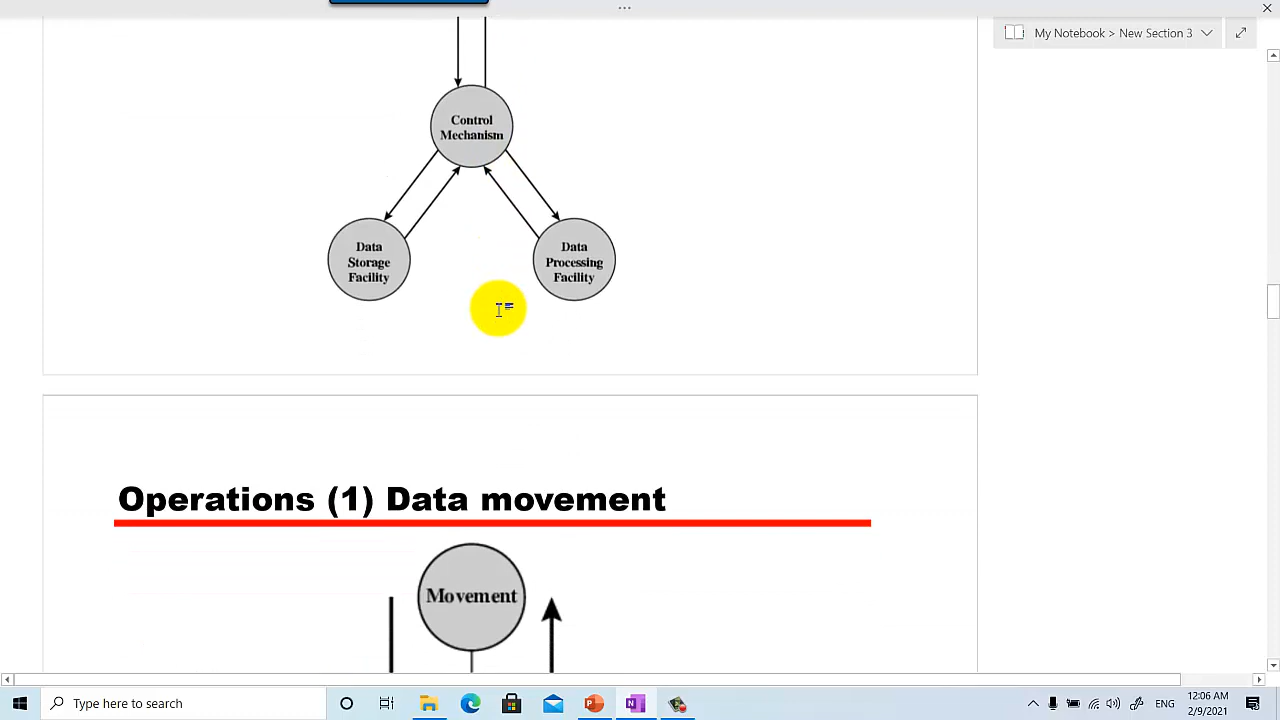 My Notebook > New Section 3
Control
Mechanism
Data
Storage
Facility
Data
Processing
Facility
Operations (1) Data movement
Movement
Type here to search
ENG
12:06 AM
2/9/2021